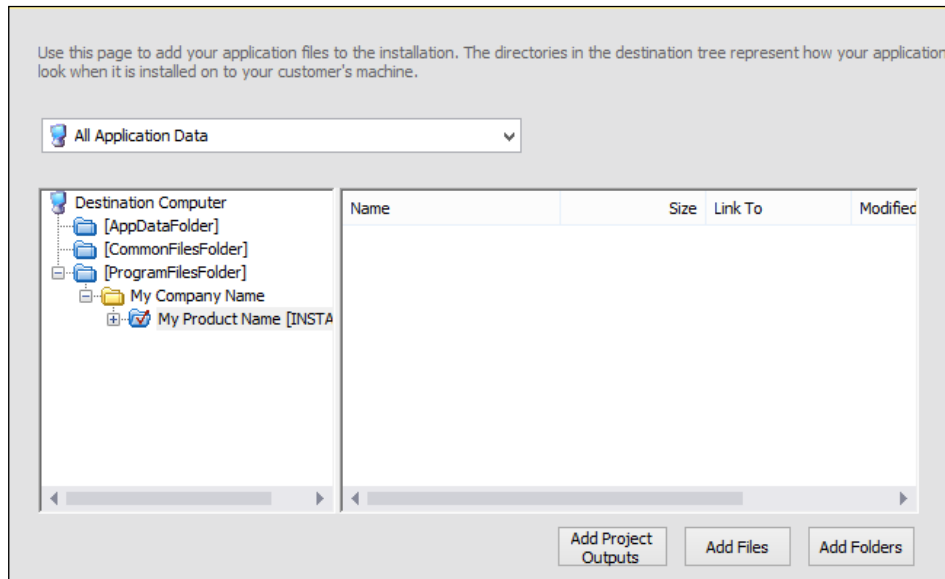 Use this page to add your application files to the installation. The directories in the destination tree represent how your application
look when it is installed on to your customer's machine.
All Application Data
Destination Computer
[AppDataFolder]
[CommonFilesFolder]
[ProgramFilesFolder]
My Company Name
My Product Name [INSTA
Name Size Link To Modified
Add Project
Outputs
Add Files
Add Folders